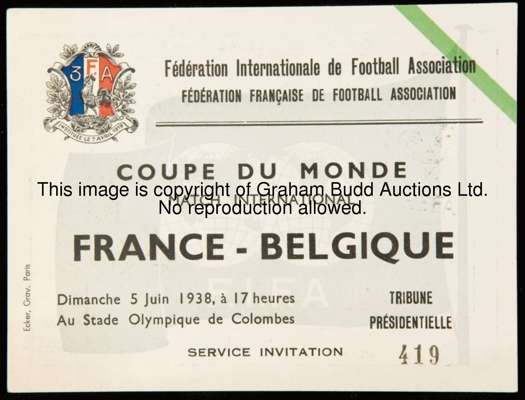 3FA
Fédération Internationale de Football Association
FÉDÉRATION FRANÇAISE DE FOOTBALL ASSOCIATION
COUPE DU MONDE
This image is copyright of Graham Budd Auctions Ltd.
MATCH INTERNATIONAL
No reproduction allowed.
FRANCE - BELGIQUE
FIFA
Dimanche 5 Juin 1938, à 17 heures
Au Stade Olympique de Colombes
TRIBUNE
PRÉSIDENTIELLE
SERVICE INVITATION
419
Ecker, Grav., Paris